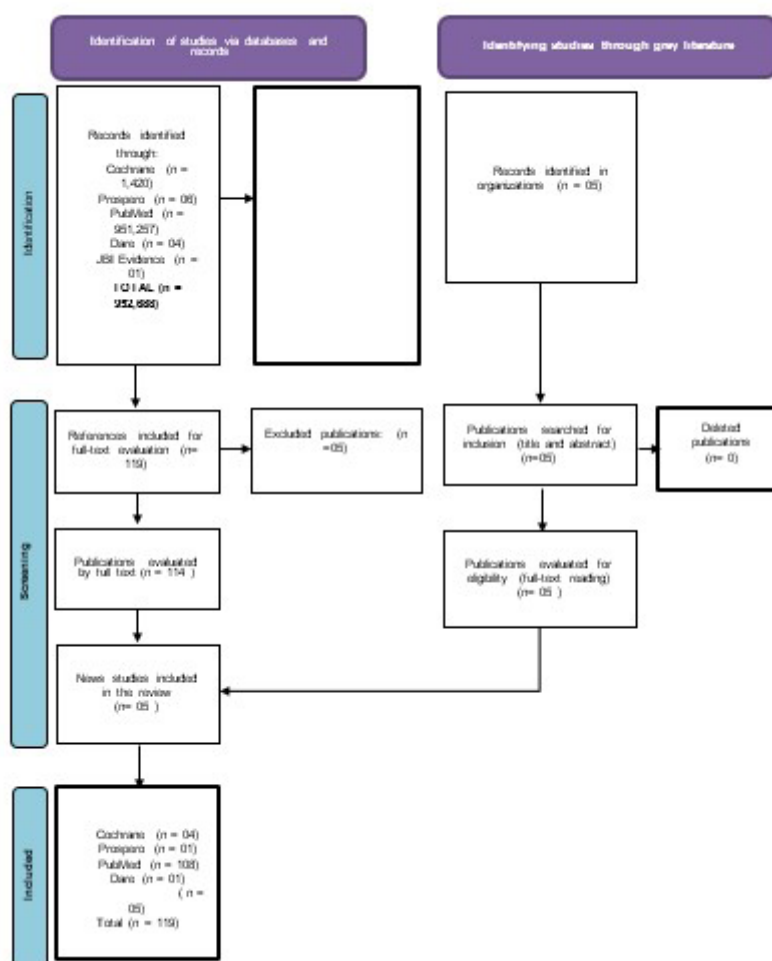 Identification of studies via databases and
records
Identifying studies through grey literature
Identification
Records identified
through:
Cochrane (n =
1,420)
Prospero (n = 06)
PubMed (n =
951,257)
Dare (n = 04)
JBI Evidence (n =
01)
TOTAL (n =
952,688)
Records identified in
organizations (n = 05)
Screening
References included for
full-text evaluation (n=
119)
Excluded publications: (n
=05)
Publications searched for
inclusion (title and abstract)
(n=05)
Deleted
publications
(n= 0)
Publications evaluated
by full text (n = 114 )
Publications evaluated for
eligibility (full-text reading)
(n= 05 )
News studies included
in the review
(n= 05 )
Included
Cochrane (n = 04)
Prospero (n = 01)
PubMed (n = 108)
Dare (n = 01)
( n =
05)
Total (n = 119)